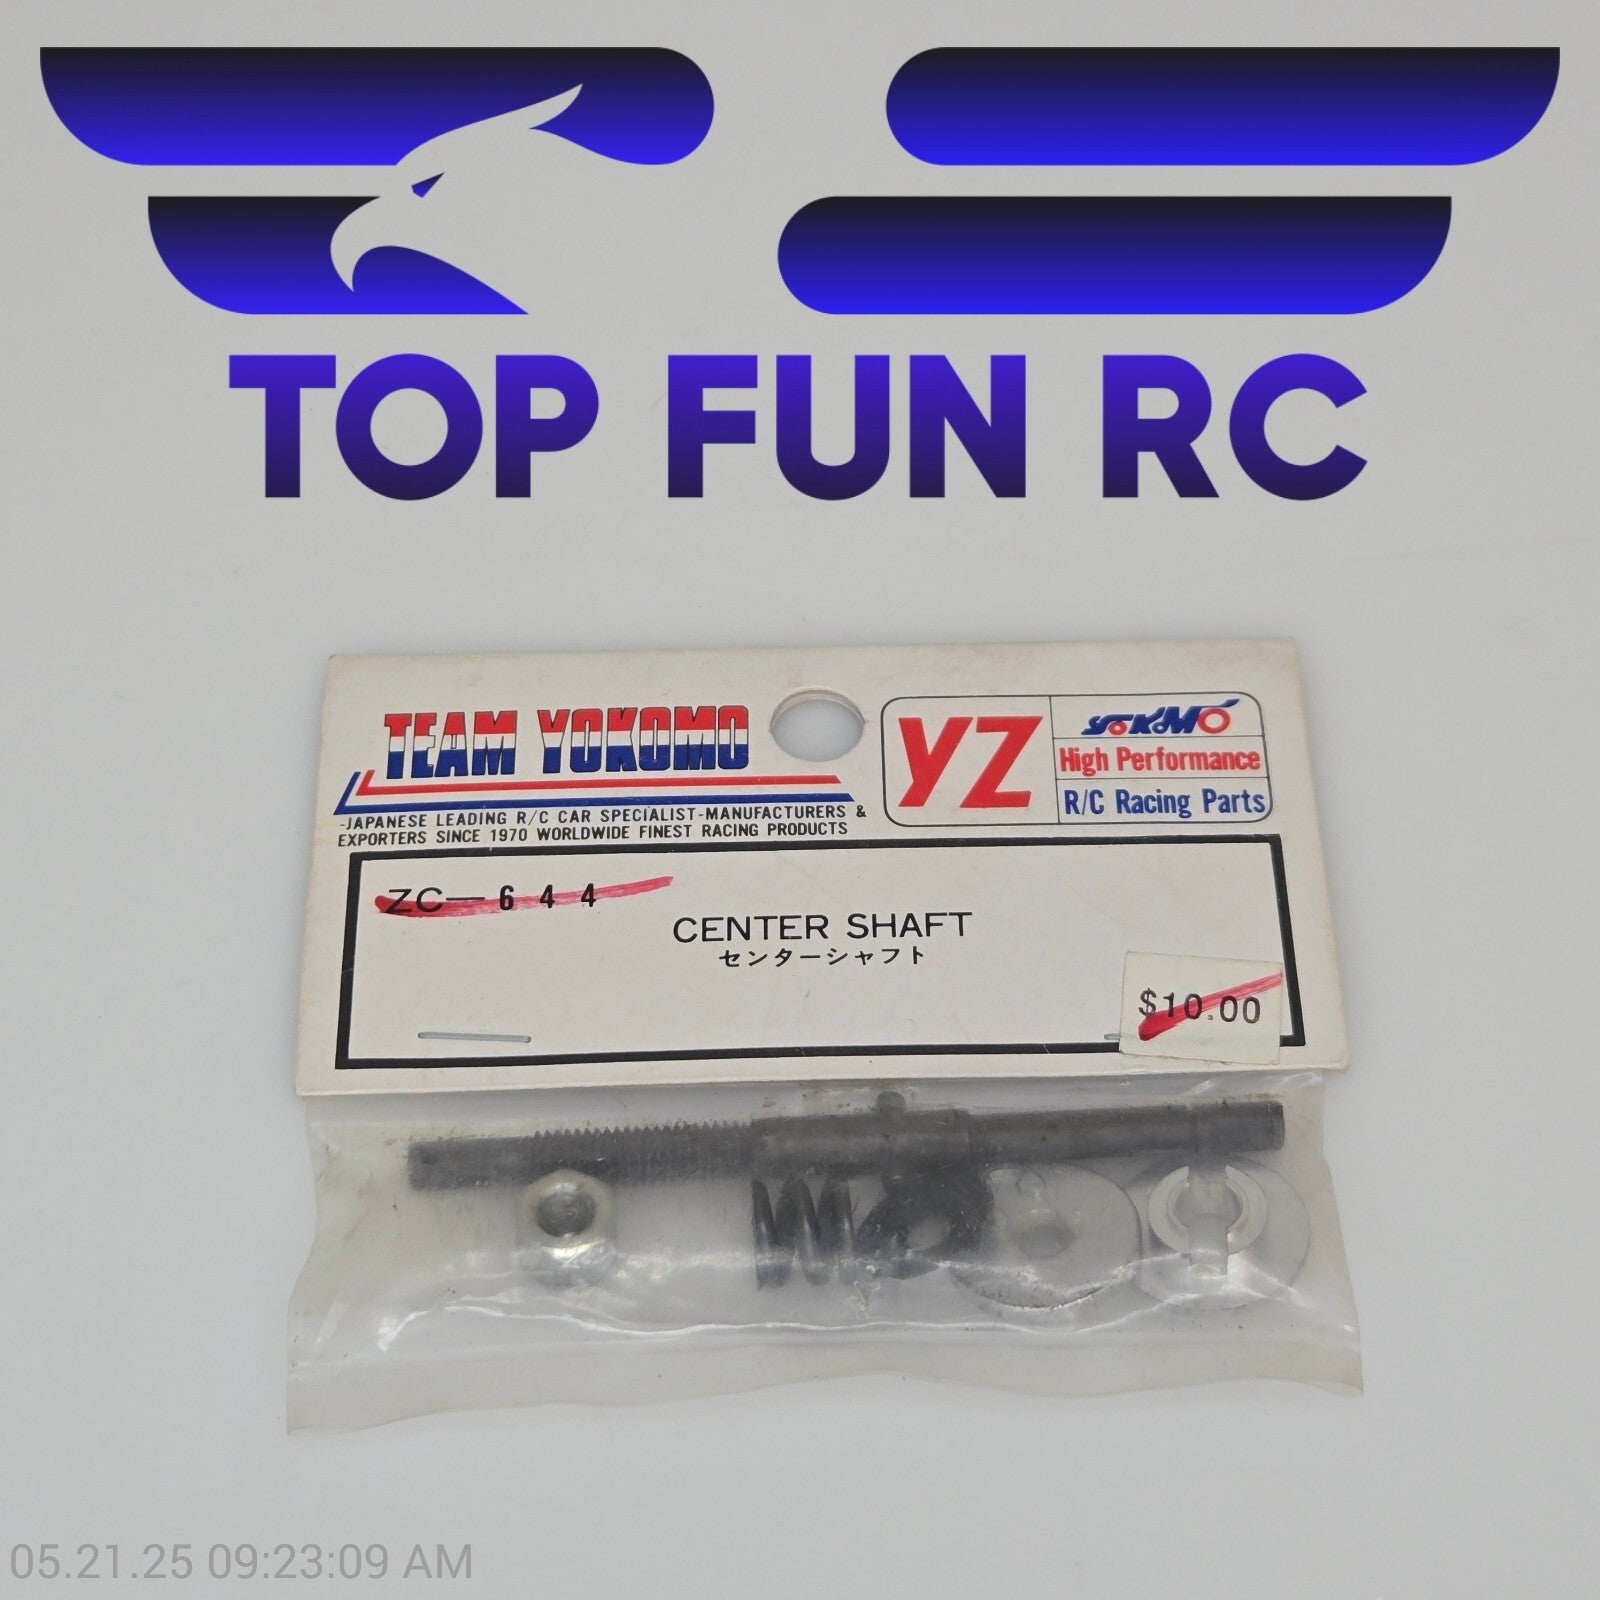 TOP FUN RC
TEAM YOKOMO
-JAPANESE LEADING R/C CAR SPECIALIST-MANUFACTURERS &
EXPORTERS SINCE 1970 WORLDWIDE FINEST RACING PRODUCTS
YZ
YOKOMO
High Performance
R/C Racing Parts
ZC-644
CENTER SHAFT
センターシャフト
$10.00
05.21.25 09:23:09 AM